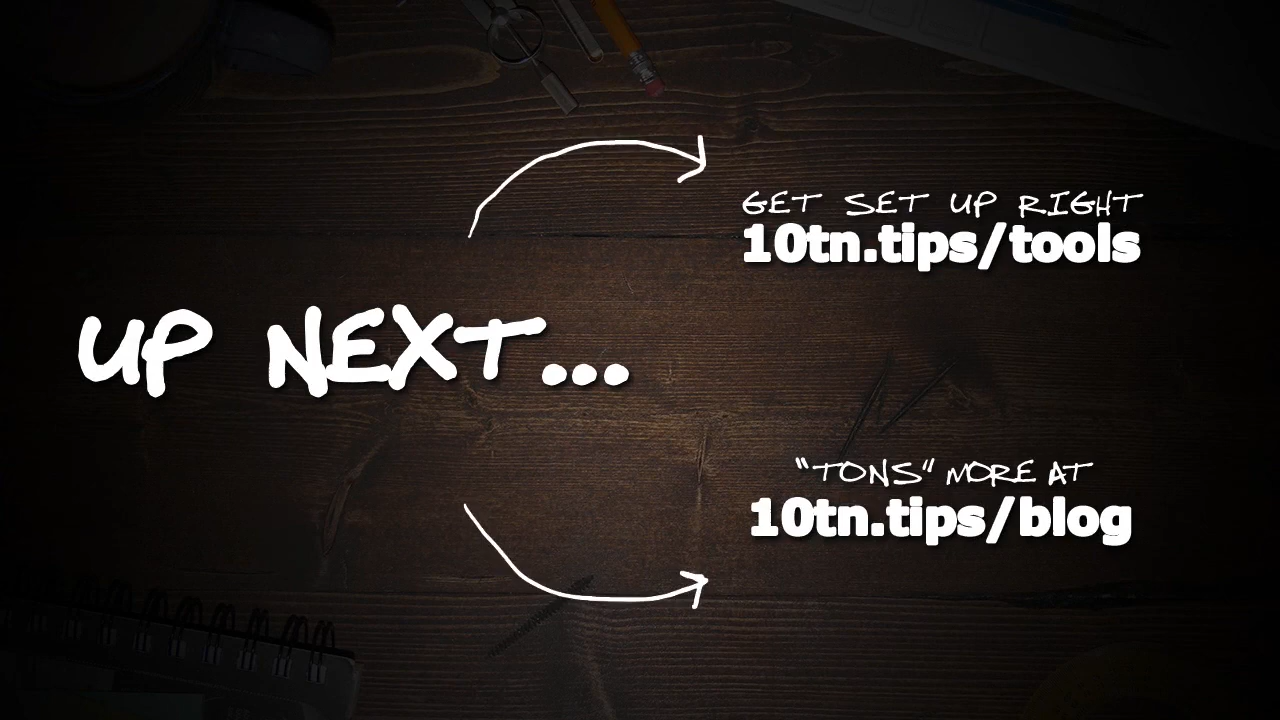 UP NEXT...
GET SET UP RIGHT
10tn.tips/tools
"TONS" MORE AT
10tn.tips/blog